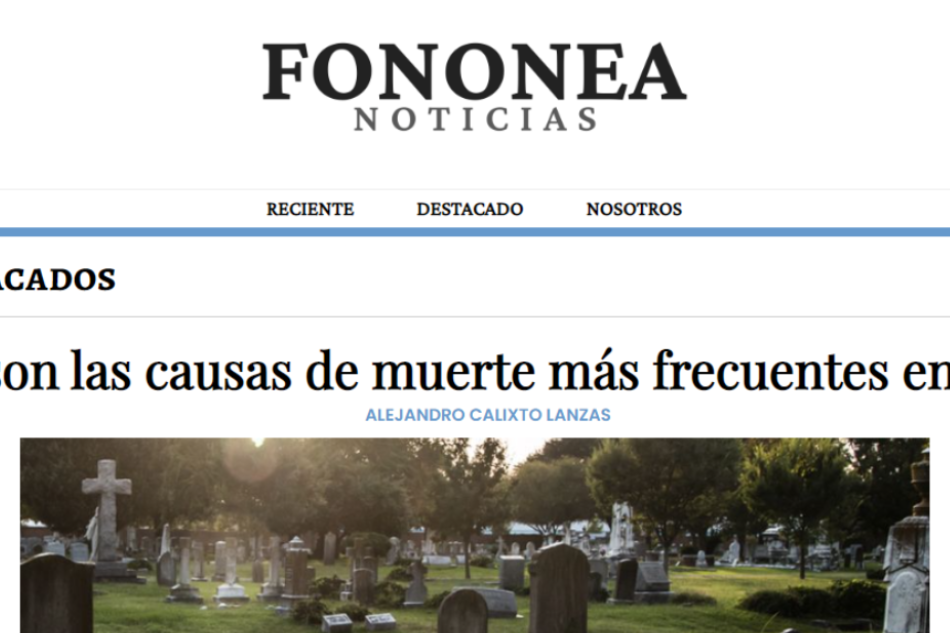 FONONEA
NOTICIAS
RECIENTE DESTACADO NOSOTROS
ACADOS
son las causas de muerte más frecuentes en
ALEJANDRO CALIXTO LANZAS